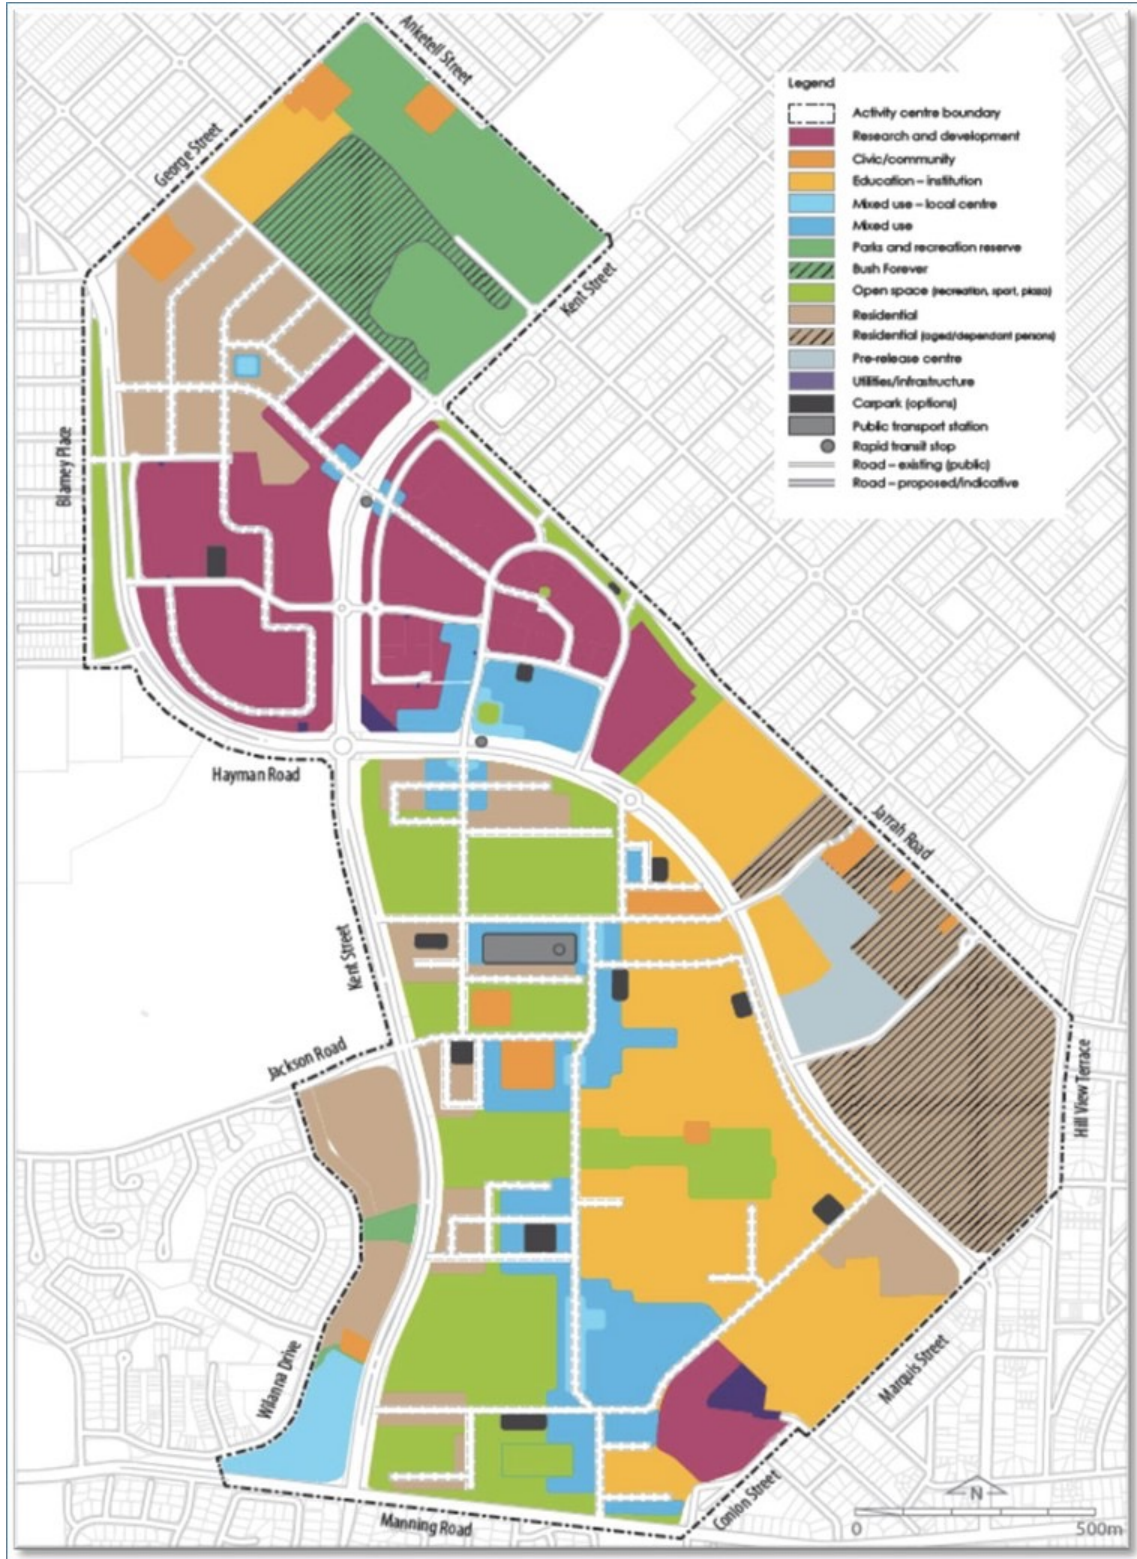 Anketell Street
George Street
Kent Street
Blamey Place
Hayman Road
Jarrah Road
Kent Street
Jackson Road
Hill View Terrace
Wilanna Drive
Marquis Street
Conlon Street
Manning Road
Legend
Activity centre boundary
Research and development
Civic/community
Education – institution
Mixed use – local centre
Mixed use
Parks and recreation reserve
Bush Forever
Open space (recreation, sport, plaza)
Residential
Residential (aged/dependant persons)
Pre-release centre
Utilities/infrastructure
Carpark (options)
Public transport station
Rapid transit stop
Road – existing (public)
Road – proposed/indicative
N
0 500m